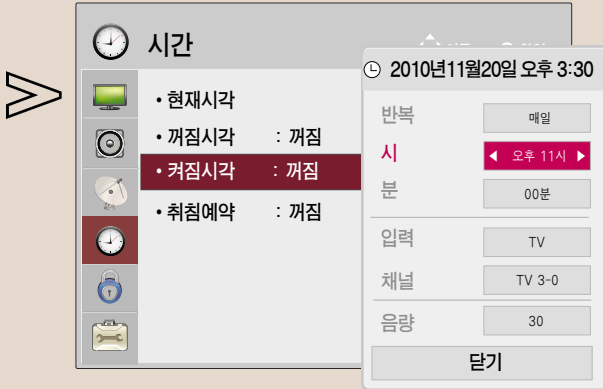 시간
• 현재시각
• 꺼짐시각 : 꺼짐
• 켜짐시각 : 꺼짐
• 취침예약 : 꺼짐
2010년11월20일 오후 3:30
반복 매일
시 ◀ 오후 11시 ▶
분 00분
입력 TV
채널 TV 3-0
음량 30
닫기